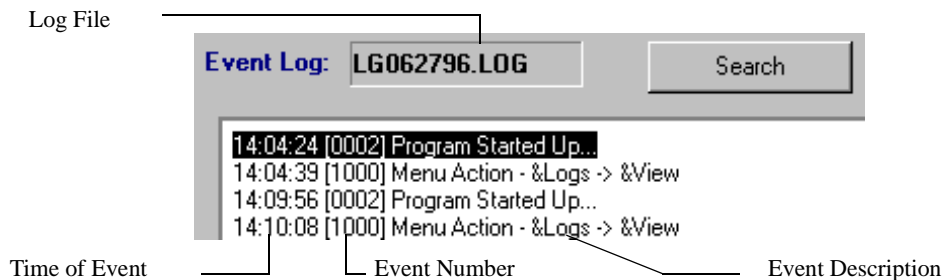 Log File
Event Log: LG062796.LOG Search
14:04:24 [0002] Program Started Up...
14:04:39 [1000] Menu Action - &Logs -> &View
14:09:56 [0002] Program Started Up...
14:10:08 [1000] Menu Action - &Logs -> &View
Time of Event Event Number Event Description